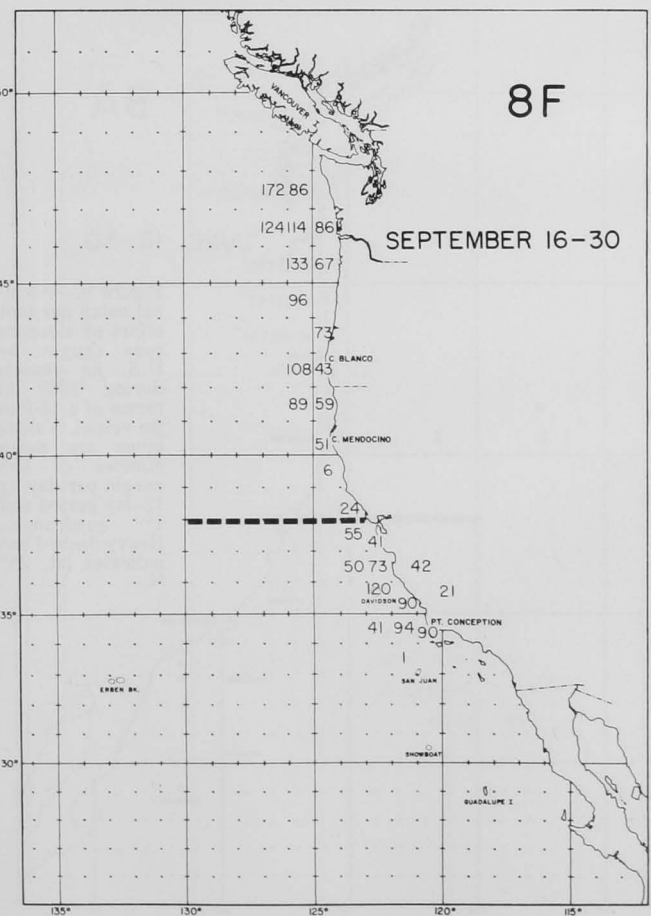 8F
VANCOUVER I.
50°
172 86
124 114 86
SEPTEMBER 16-30
133 67
45°
96
73
C. BLANCO
108 43
89 59
C. MENDOCINO
51
40°
6
24
55
41
50 73 42
120 21
DAVIDSON
90
35°
PT. CONCEPTION
41 94 90
1
SAN JUAN
ERBEN BK.
SHOWBOAT
30°
GUADALUPE I
135° 130° 125° 120° 115°